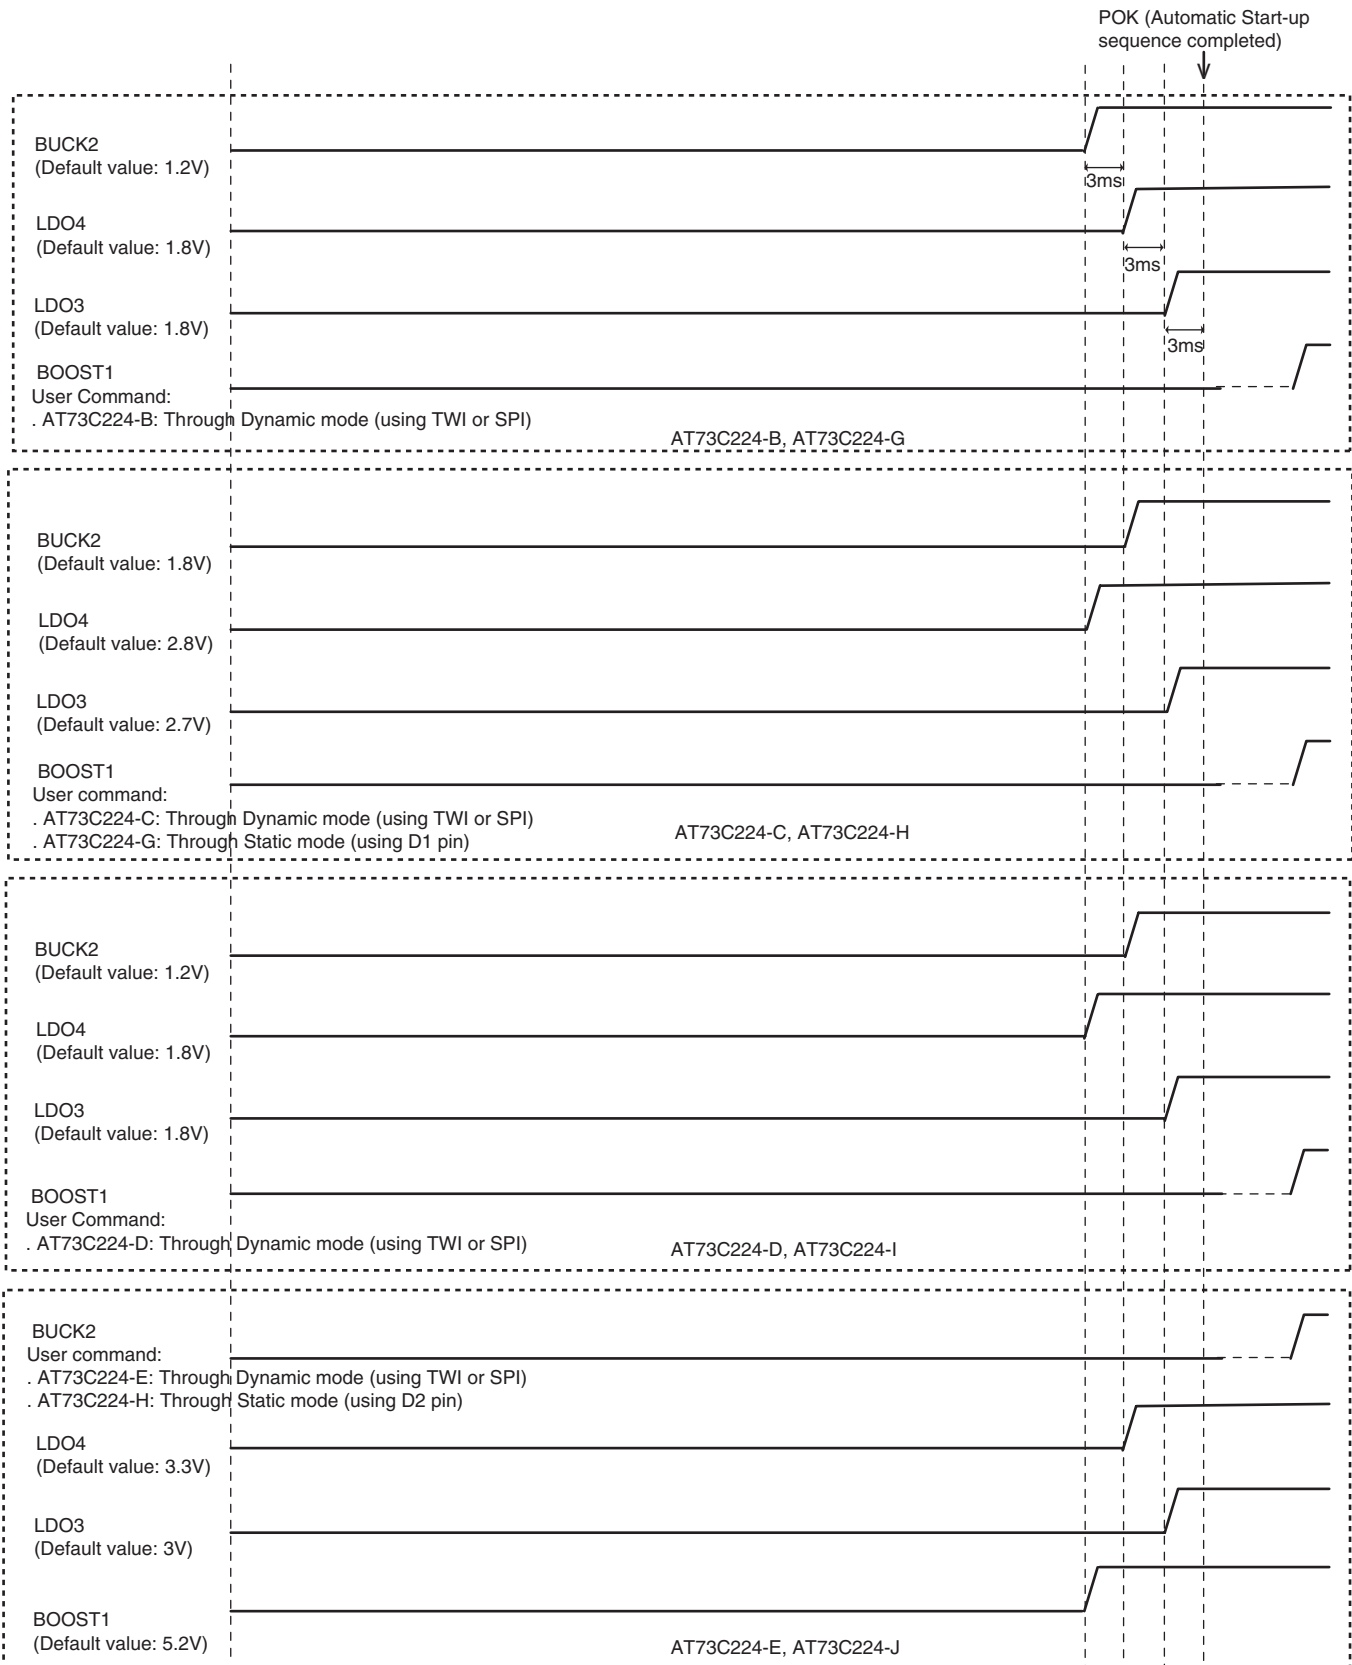 POK (Automatic Start-up
sequence completed)
BUCK2
(Default value: 1.2V)
3ms
LDO4
(Default value: 1.8V)
3ms
LDO3
(Default value: 1.8V)
3ms
BOOST1
User Command:
. AT73C224-B: Through Dynamic mode (using TWI or SPI)
AT73C224-B, AT73C224-G
BUCK2
(Default value: 1.8V)
LDO4
(Default value: 2.8V)
LDO3
(Default value: 2.7V)
BOOST1
User command:
. AT73C224-C: Through Dynamic mode (using TWI or SPI)
. AT73C224-G: Through Static mode (using D1 pin)
AT73C224-C, AT73C224-H
BUCK2
(Default value: 1.2V)
LDO4
(Default value: 1.8V)
LDO3
(Default value: 1.8V)
BOOST1
User Command:
. AT73C224-D: Through Dynamic mode (using TWI or SPI)
AT73C224-D, AT73C224-I
BUCK2
User command:
. AT73C224-E: Through Dynamic mode (using TWI or SPI)
. AT73C224-H: Through Static mode (using D2 pin)
LDO4
(Default value: 3.3V)
LDO3
(Default value: 3V)
BOOST1
(Default value: 5.2V)
AT73C224-E, AT73C224-J